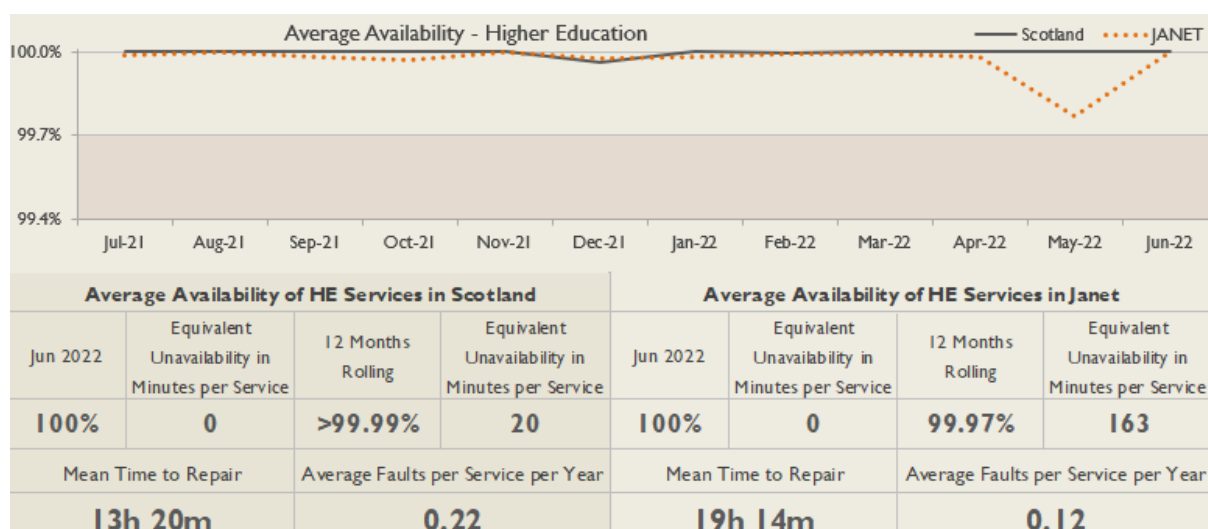 Average Availability - Higher Education
Scotland JANET
100.0%
99.7%
99.4%
Jul-21 Aug-21 Sep-21 Oct-21 Nov-21 Dec-21 Jan-22 Feb-22 Mar-22 Apr-22 May-22 Jun-22
Average Availability of HE Services in Scotland
Jun 2022
Equivalent
Unavailability in
Minutes per Service
12 Months
Rolling
Equivalent
Unavailability in
Minutes per Service
100% 0 >99.99% 20
Mean Time to Repair Average Faults per Service per Year
13h 20m 0.22
Average Availability of HE Services in Janet
Jun 2022
Equivalent
Unavailability in
Minutes per Service
12 Months
Rolling
Equivalent
Unavailability in
Minutes per Service
100% 0 99.97% 163
Mean Time to Repair Average Faults per Service per Year
19h 14m 0.12